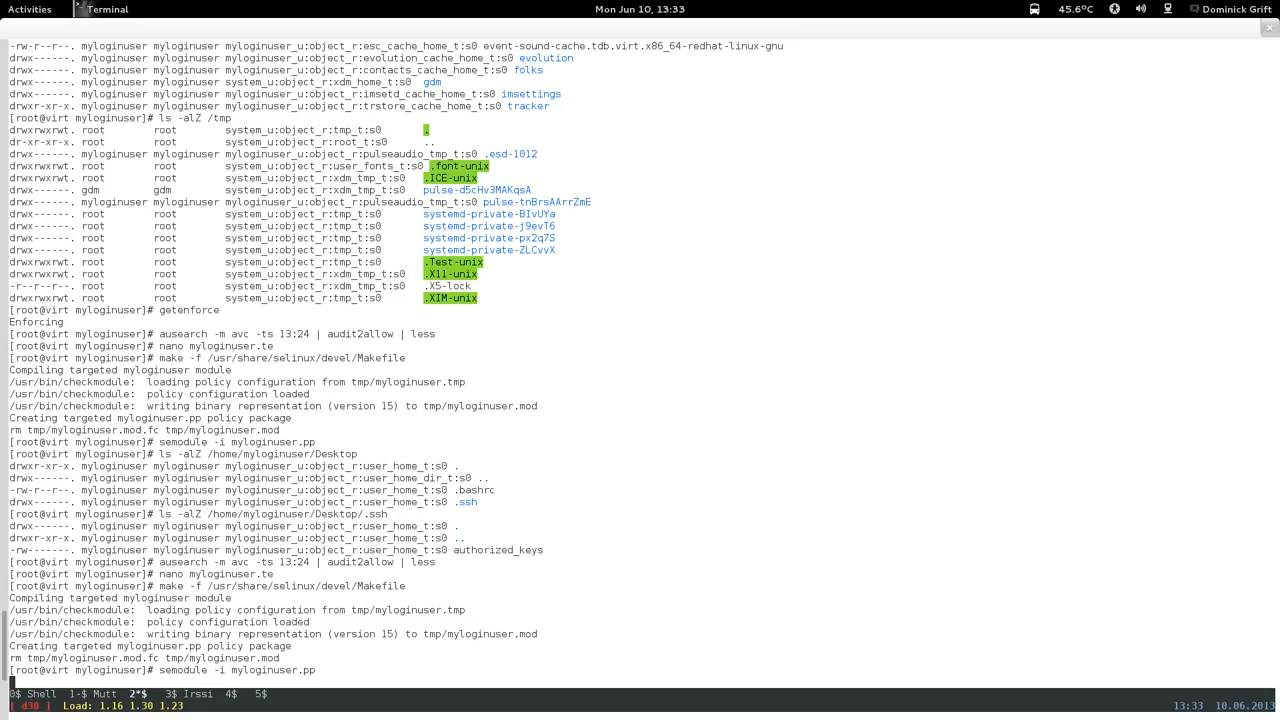 Activities Terminal Mon Jun 10, 13:33 45.6°C Dominick Grift
-rw-r--r--. myloginuser myloginuser myloginuser_u:object_r:esc_cache_home_t:s0 event-sound-cache.tdb.virt.x86_64-redhat-linux-gnu
drwx------. myloginuser myloginuser myloginuser_u:object_r:evolution_cache_home_t:s0 evolution
drwx------. myloginuser myloginuser myloginuser_u:object_r:contacts_cache_home_t:s0 folks
drwx------. myloginuser myloginuser system_u:object_r:xdm_home_t:s0 gdm
drwx------. myloginuser myloginuser myloginuser_u:object_r:imsetd_cache_home_t:s0 imsettings
drwxr-xr-x. myloginuser myloginuser myloginuser_u:object_r:trstore_cache_home_t:s0 tracker
[root@virt myloginuser]# ls -alZ /tmp
drwxrwxrwt. root root system_u:object_r:tmp_t:s0 .
dr-xr-xr-x. root root system_u:object_r:root_t:s0 ..
drwx------. myloginuser myloginuser myloginuser_u:object_r:pulseaudio_tmp_t:s0 .esd-1012
drwxrwxrwt. root root system_u:object_r:user_fonts_t:s0 .font-unix
drwxrwxrwt. root root system_u:object_r:xdm_tmp_t:s0 .ICE-unix
drwx------. gdm gdm system_u:object_r:xdm_tmp_t:s0 pulse-d5cHv3MAKqsA
drwx------. myloginuser myloginuser myloginuser_u:object_r:pulseaudio_tmp_t:s0 pulse-tnBrsAArrZmE
drwx------. root root system_u:object_r:tmp_t:s0 systemd-private-BIvUYa
drwx------. root root system_u:object_r:tmp_t:s0 systemd-private-j9evT6
drwx------. root root system_u:object_r:tmp_t:s0 systemd-private-px2q7S
drwx------. root root system_u:object_r:tmp_t:s0 systemd-private-ZLCvvX
drwxrwxrwt. root root system_u:object_r:tmp_t:s0 .Test-unix
drwxrwxrwt. root root system_u:object_r:xdm_tmp_t:s0 .X11-unix
-r--r--r--. root root system_u:object_r:xdm_tmp_t:s0 .X5-lock
drwxrwxrwt. root root system_u:object_r:tmp_t:s0 .XIM-unix
[root@virt myloginuser]# getenforce
Enforcing
[root@virt myloginuser]# ausearch -m avc -ts 13:24 | audit2allow | less
[root@virt myloginuser]# nano myloginuser.te
[root@virt myloginuser]# make -f /usr/share/selinux/devel/Makefile
Compiling targeted myloginuser module
/usr/bin/checkmodule: loading policy configuration from tmp/myloginuser.tmp
/usr/bin/checkmodule: policy configuration loaded
/usr/bin/checkmodule: writing binary representation (version 15) to tmp/myloginuser.mod
Creating targeted myloginuser.pp policy package
rm tmp/myloginuser.mod.fc tmp/myloginuser.mod
[root@virt myloginuser]# semodule -i myloginuser.pp
[root@virt myloginuser]# ls -alZ /home/myloginuser/Desktop
drwxr-xr-x. myloginuser myloginuser myloginuser_u:object_r:user_home_t:s0 .
drwx------. myloginuser myloginuser myloginuser_u:object_r:user_home_dir_t:s0 ..
-rw-r--r--. myloginuser myloginuser myloginuser_u:object_r:user_home_t:s0 .bashrc
drwx------. myloginuser myloginuser myloginuser_u:object_r:user_home_t:s0 .ssh
[root@virt myloginuser]# ls -alZ /home/myloginuser/Desktop/.ssh
drwx------. myloginuser myloginuser myloginuser_u:object_r:user_home_t:s0 .
drwxr-xr-x. myloginuser myloginuser myloginuser_u:object_r:user_home_t:s0 ..
-rw-------. myloginuser myloginuser myloginuser_u:object_r:user_home_t:s0 authorized_keys
[root@virt myloginuser]# ausearch -m avc -ts 13:24 | audit2allow | less
[root@virt myloginuser]# nano myloginuser.te
[root@virt myloginuser]# make -f /usr/share/selinux/devel/Makefile
Compiling targeted myloginuser module
/usr/bin/checkmodule: loading policy configuration from tmp/myloginuser.tmp
/usr/bin/checkmodule: policy configuration loaded
/usr/bin/checkmodule: writing binary representation (version 15) to tmp/myloginuser.mod
Creating targeted myloginuser.pp policy package
rm tmp/myloginuser.mod.fc tmp/myloginuser.mod
[root@virt myloginuser]# semodule -i myloginuser.pp
0$ Shell 1-$ Mutt 2*$ 3$ Irssi 4$ 5$
[ d30 ] Load: 1.16 1.30 1.23 13:33 10.06.2013